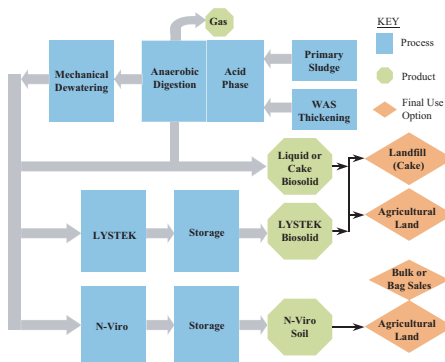 Gas
KEY
Process
Product
Final Use
Option
Mechanical
Dewatering
Anaerobic
Digestion
Acid
Phase
Primary
Sludge
WAS
Thickening
Liquid or
Cake
Biosolid
Landfill
(Cake)
LYSTEK
Storage
LYSTEK
Biosolid
Agricultural
Land
N-Viro
Storage
N-Viro
Soil
Bulk or
Bag Sales
Agricultural
Land